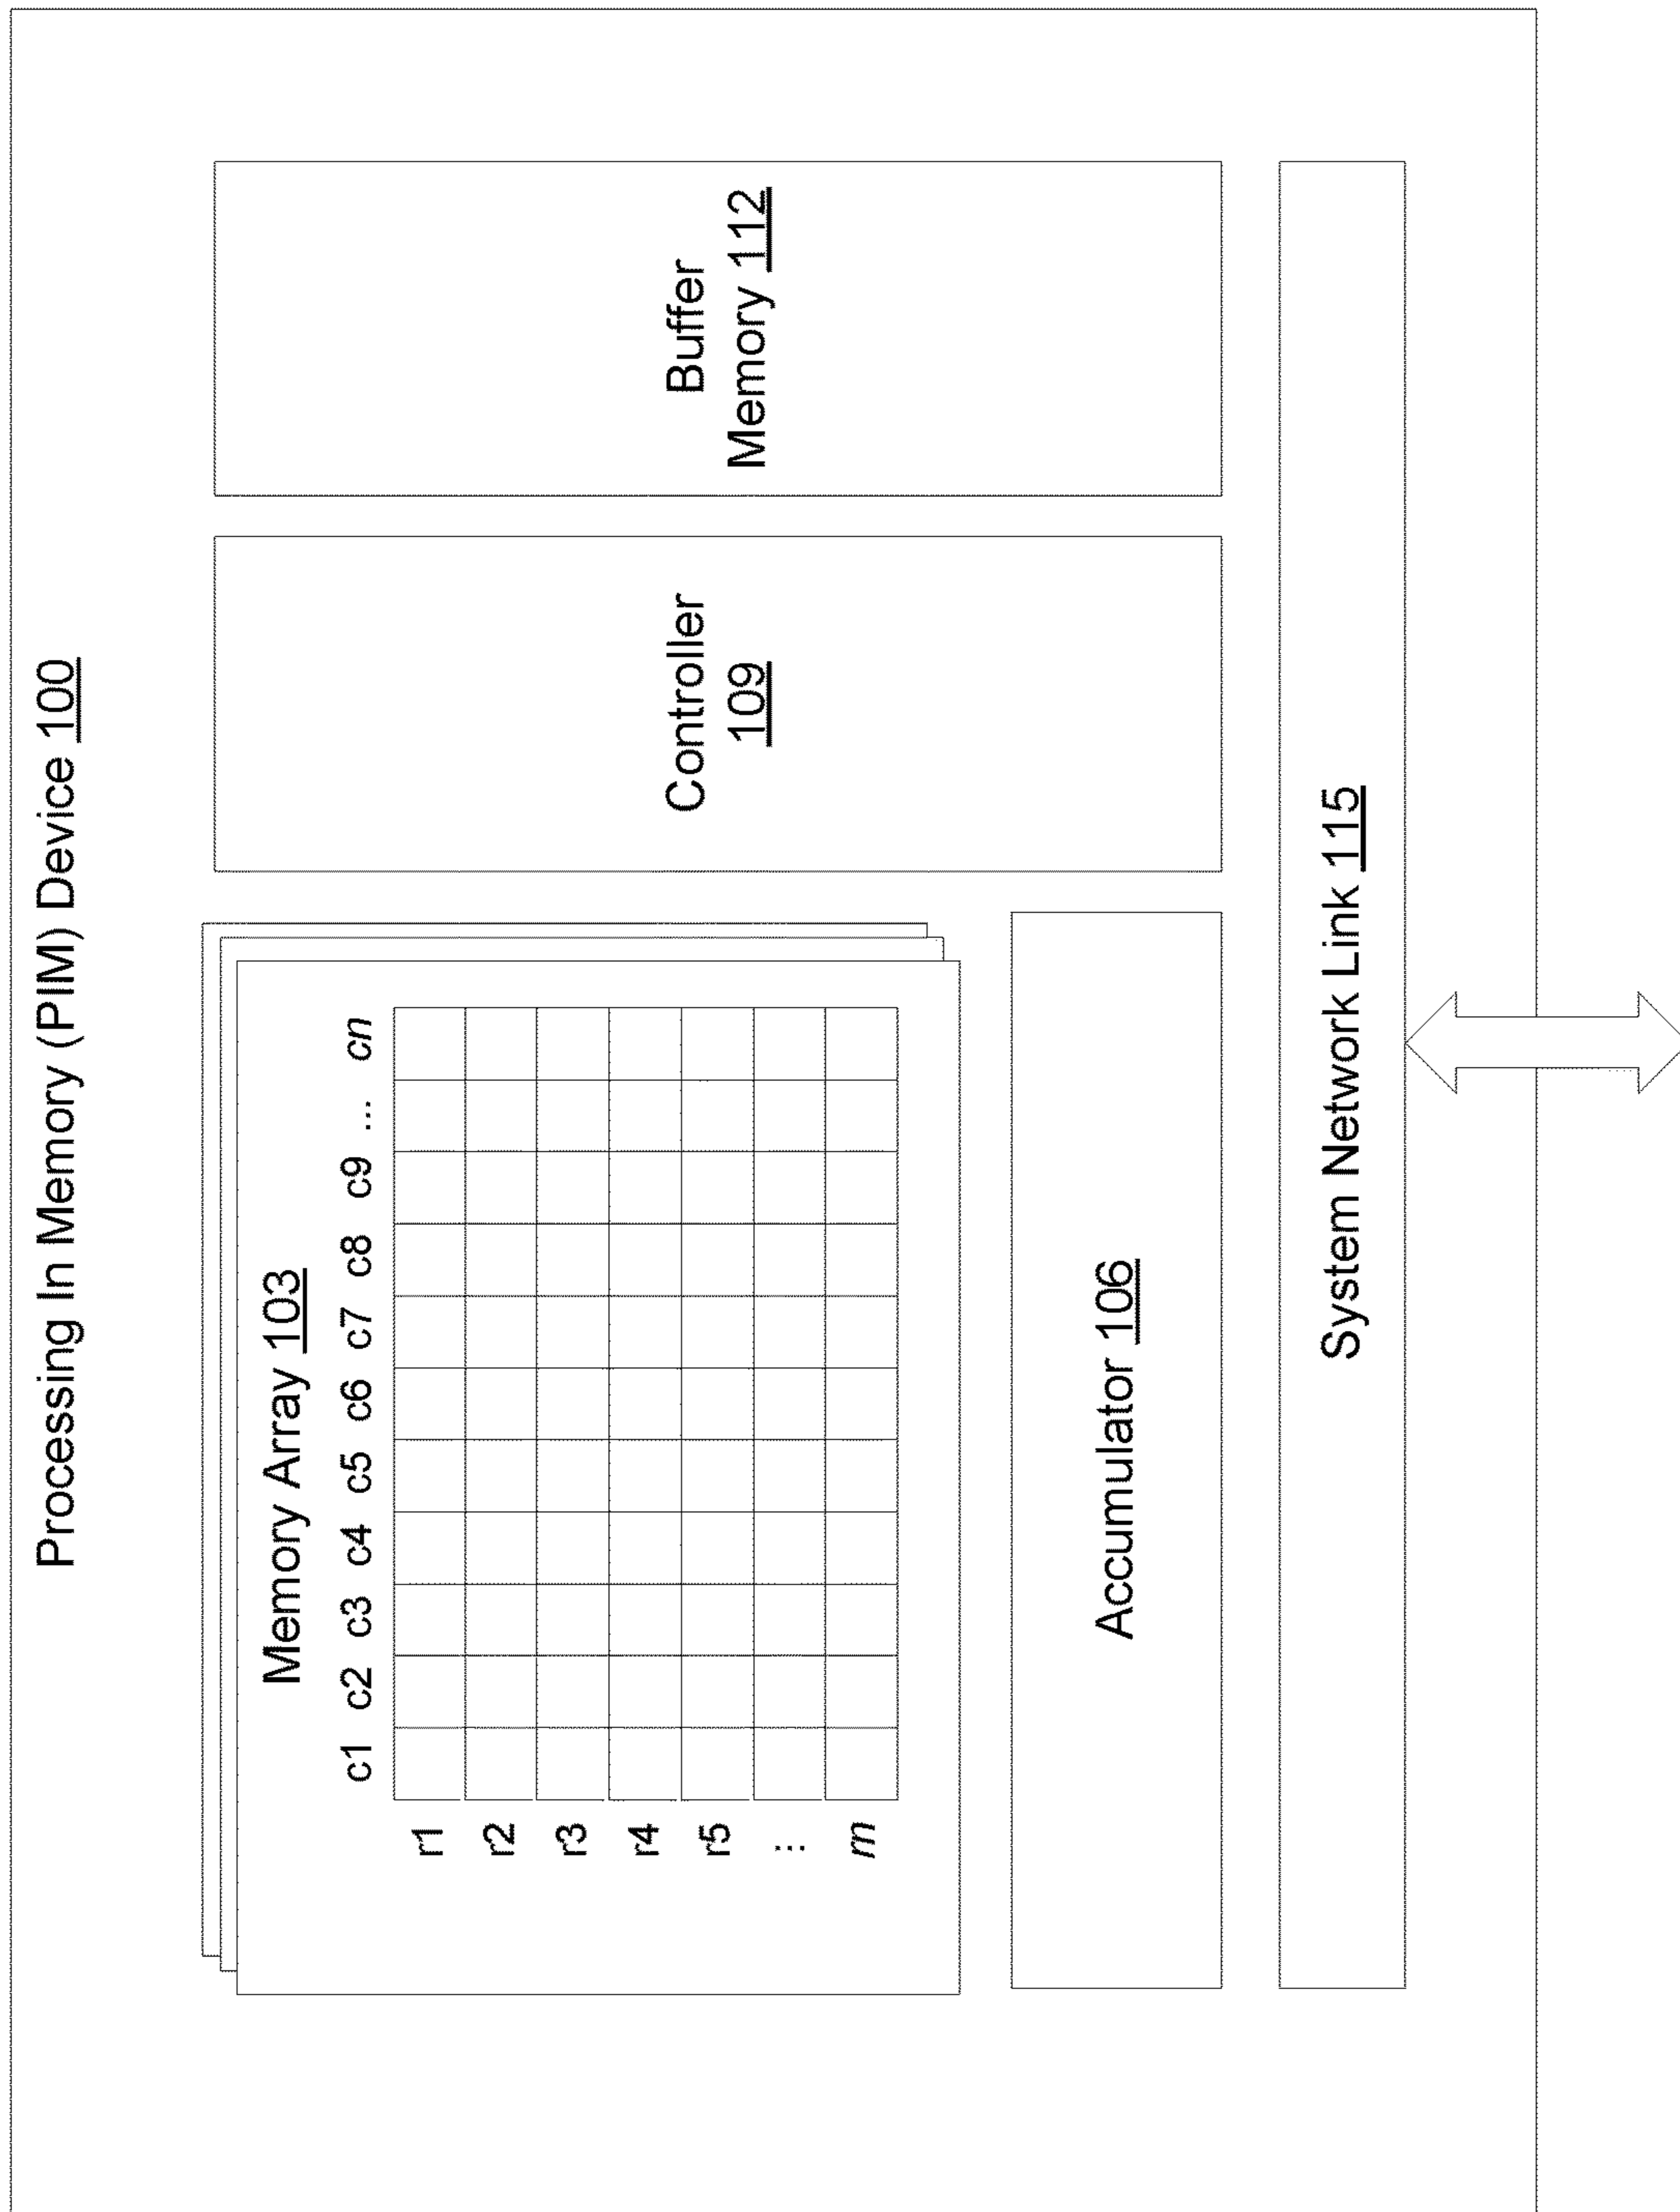 Processing In Memory (PIM) Device 100
Memory Array 103
c1 c2 c3 c4 c5 c6 c7 c8 c9 ... cn
r1
r2
r3
r4
r5
...
rn
Accumulator 106
Controller
109
Buffer
Memory 112
System Network Link 115